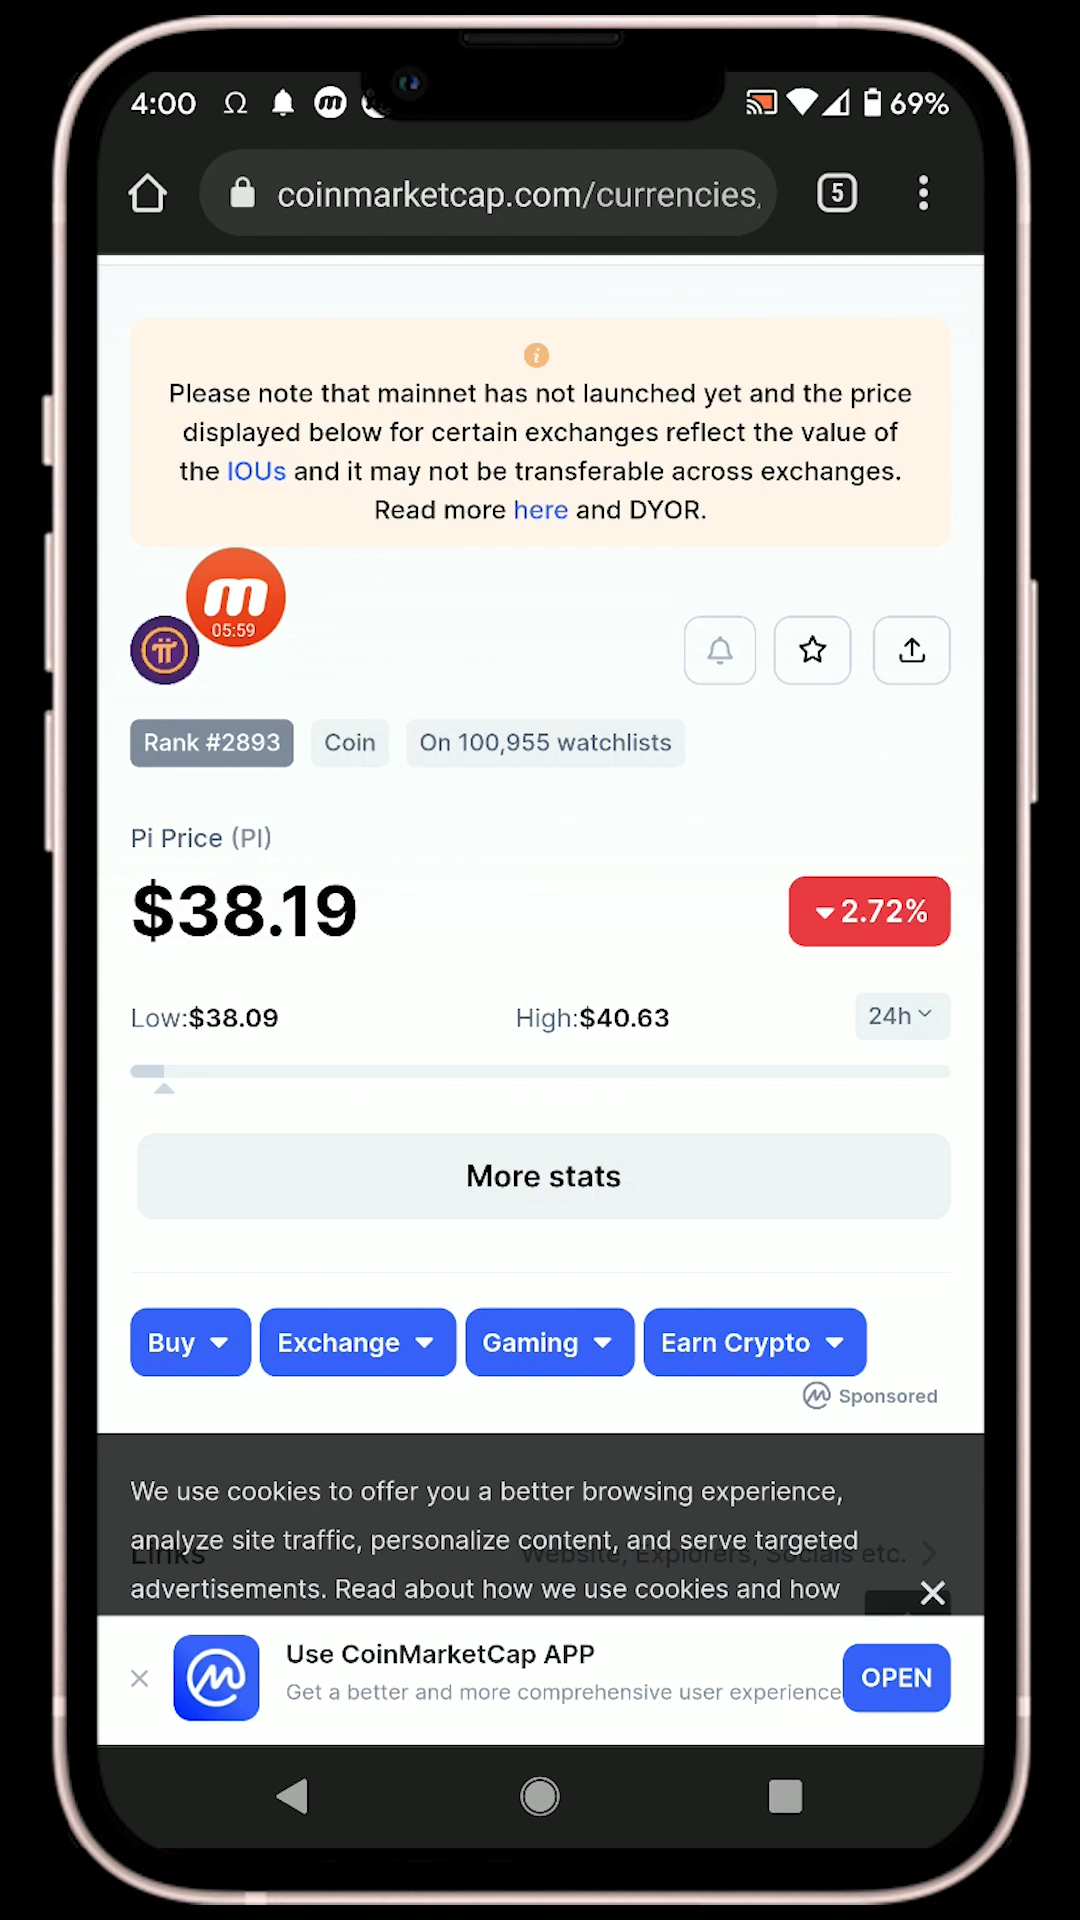 4:00 69%
coinmarketcap.com/currencies,
5
Please note that mainnet has not launched yet and the price
displayed below for certain exchanges reflect the value of
the IOUs and it may not be transferable across exchanges.
Read more here and DYOR.
m
05:59
Rank #2893 Coin On 100,955 watchlists
Pi Price (PI)
$38.19 2.72%
Low:$38.09 High:$40.63 24h
More stats
Buy Exchange Gaming Earn Crypto
Sponsored
We use cookies to offer you a better browsing experience,
analyze site traffic, personalize content, and serve targeted
Links Website, Explorers, Socials etc.
advertisements. Read about how we use cookies and how
Use CoinMarketCap APP
Get a better and more comprehensive user experience
OPEN